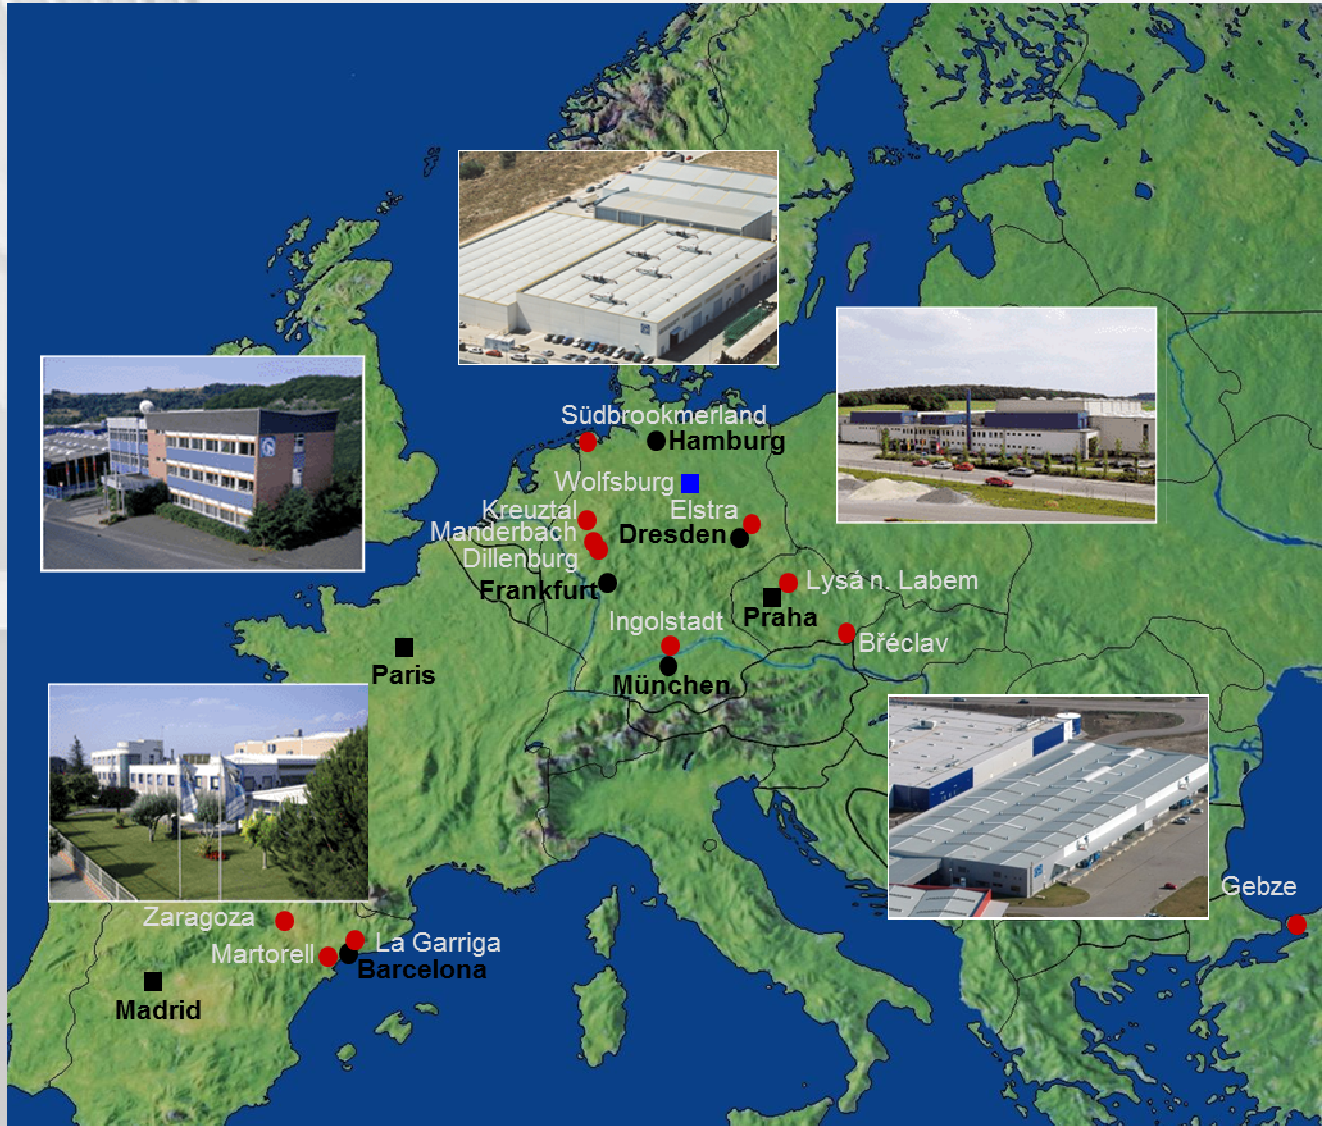 Südbrookmerland
Hamburg
Wolfsburg
Kreuztal
Elstra
Manderbach
Dresden
Dillenburg
Frankfurt
Lysá n. Labem
Praha
Ingolstadt
Břéclav
Paris
München
Gebze
Zaragoza
La Garriga
Martorell
Barcelona
Madrid